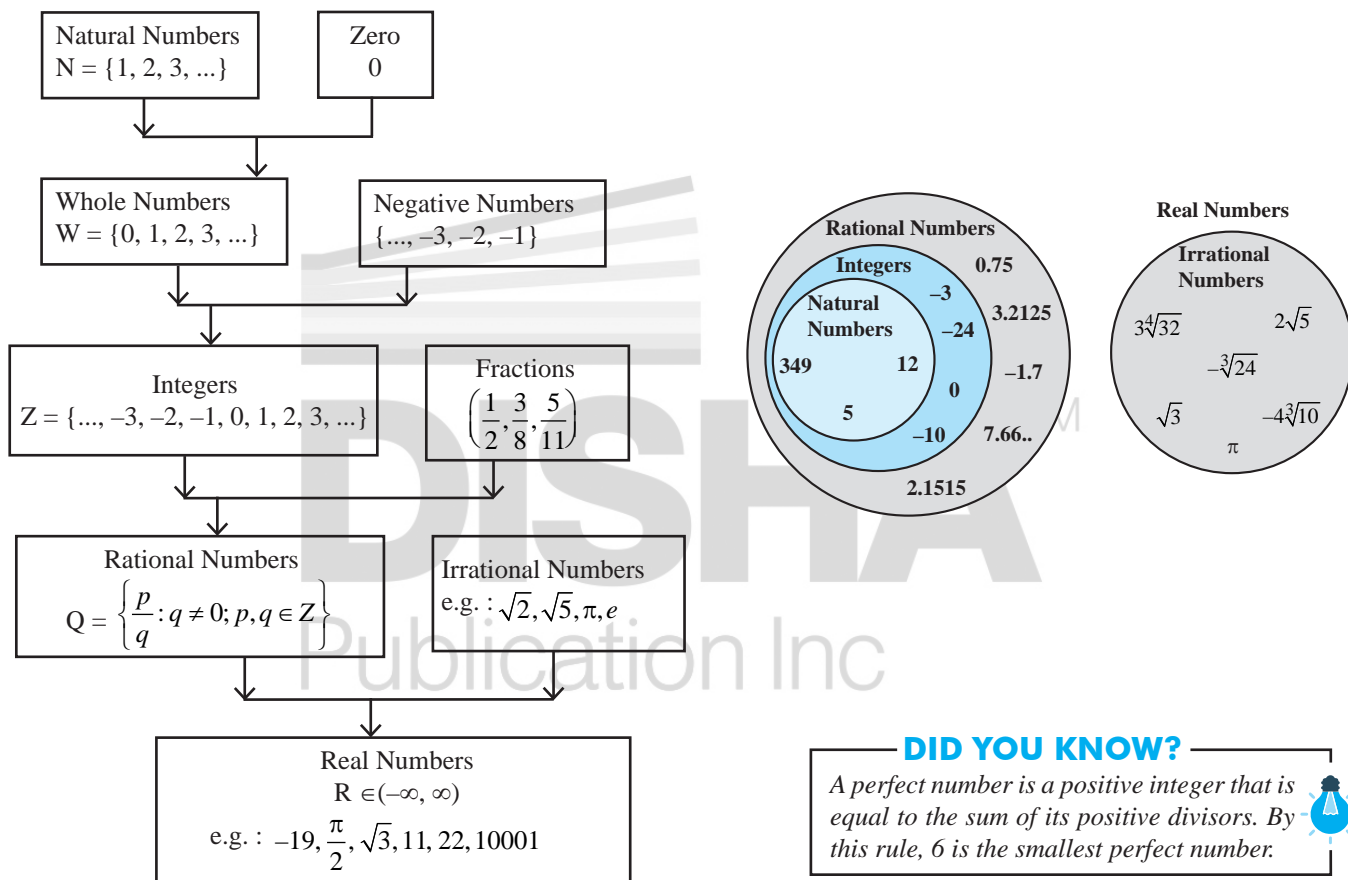 Natural Numbers
N = {1, 2, 3, ...}
Zero
0
Whole Numbers
W = {0, 1, 2, 3, ...}
Negative Numbers
{..., –3, –2, –1}
Integers
Z = {..., –3, –2, –1, 0, 1, 2, 3, ...}
Fractions
(1/2, 3/8, 5/11)
Rational Numbers
Q = {p/q : q ≠ 0; p, q ∈ Z}
Irrational Numbers
e.g. : √2, √5, π, e
Real Numbers
R ∈(–∞, ∞)
e.g. : –19, π/2, √3, 11, 22, 10001
Rational Numbers
Integers
0.75
–3
Natural
Numbers
3.2125
–24
349
12
–1.7
0
5
–10
7.66..
2.1515
Real Numbers
Irrational
Numbers
3∜32
2√5
–∛24
√3
–4∛10
π
DISHA
TM
Publication Inc
DID YOU KNOW?
A perfect number is a positive integer that is
equal to the sum of its positive divisors. By
this rule, 6 is the smallest perfect number.